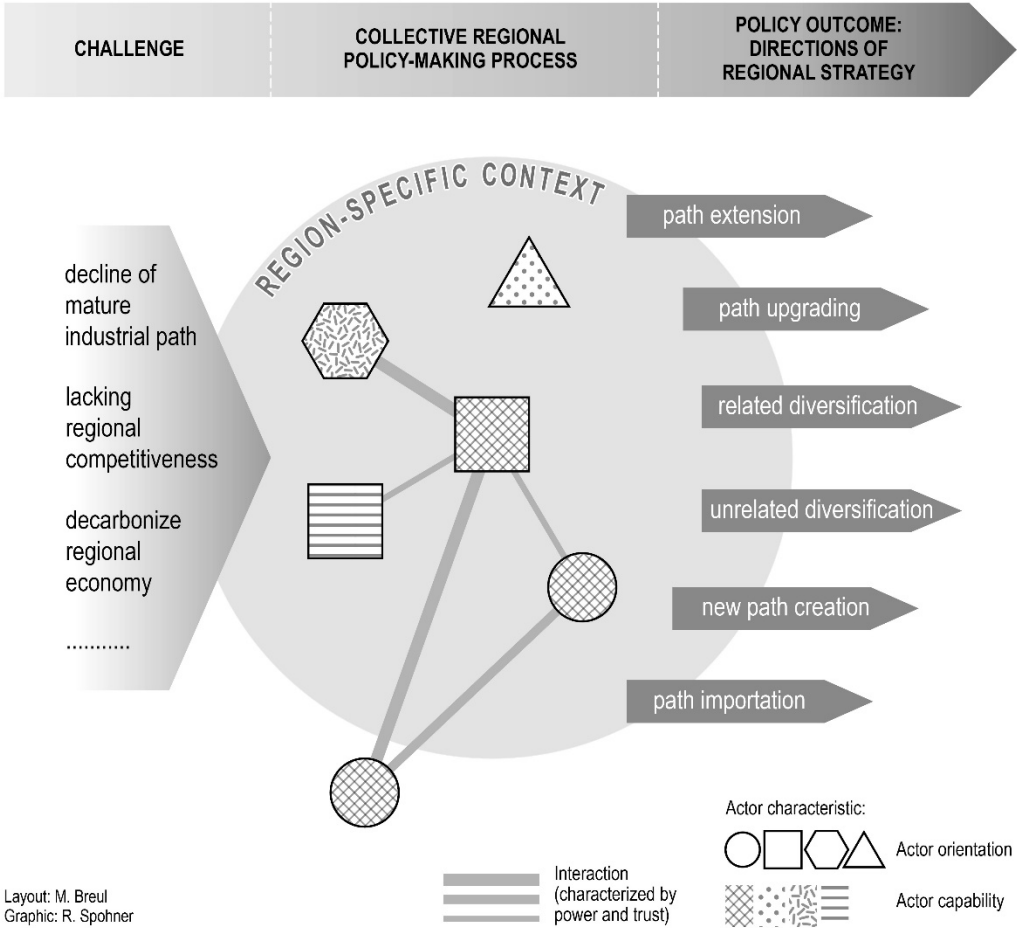 CHALLENGE
COLLECTIVE REGIONAL
POLICY-MAKING PROCESS
POLICY OUTCOME:
DIRECTIONS OF
REGIONAL STRATEGY
REGION-SPECIFIC CONTEXT
decline of
mature
industrial path
lacking
regional
competitiveness
decarbonize
regional
economy
...........
path extension
path upgrading
related diversification
unrelated diversification
new path creation
path importation
Layout: M. Breul
Graphic: R. Spohner
Interaction
(characterized by
power and trust)
Actor characteristic:
Actor orientation
Actor capability